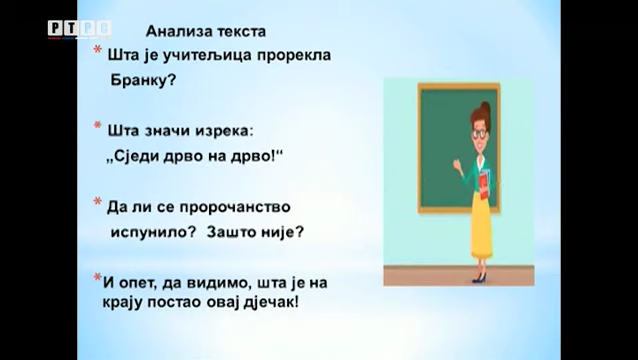 РТРС
Анализа текста
* Шта је учитељица прорекла
Бранку?
* Шта значи изрека:
„Сједи дрво на дрво!“
* Да ли се пророчанство
испунило? Зашто није?
* И опет, да видимо, шта је на
крају постао овај дјечак!